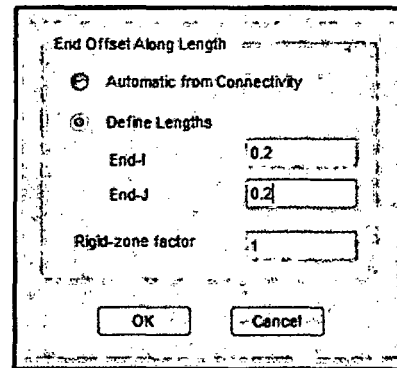 End Offset Along Length
Automatic from Connectivity
Define Lengths
End-I 0.2
End-J 0.2
Rigid-zone factor 1
OK Cancel